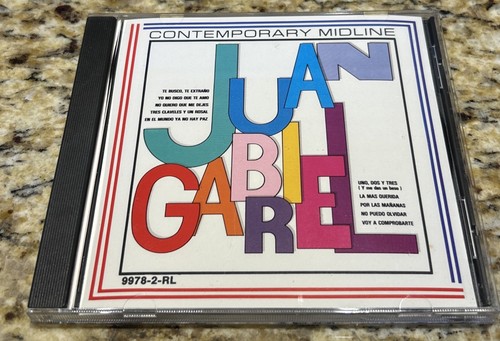 CONTEMPORARY MIDLINE
JUAN
GABRIEL
TE BUSCO, TE EXTRAÑO
YO NO DIGO QUE TE AMO
NO QUIERO QUE ME DEJES
TRES CLAVELES Y UN ROSAL
EN EL MUNDO YA NO HAY PAZ
UNO, DOS Y TRES
(Y me das un beso)
LA MAS QUERIDA
POR LAS MAÑANAS
NO PUEDO OLVIDAR
VOY A COMPROBARTE
9978-2-RL